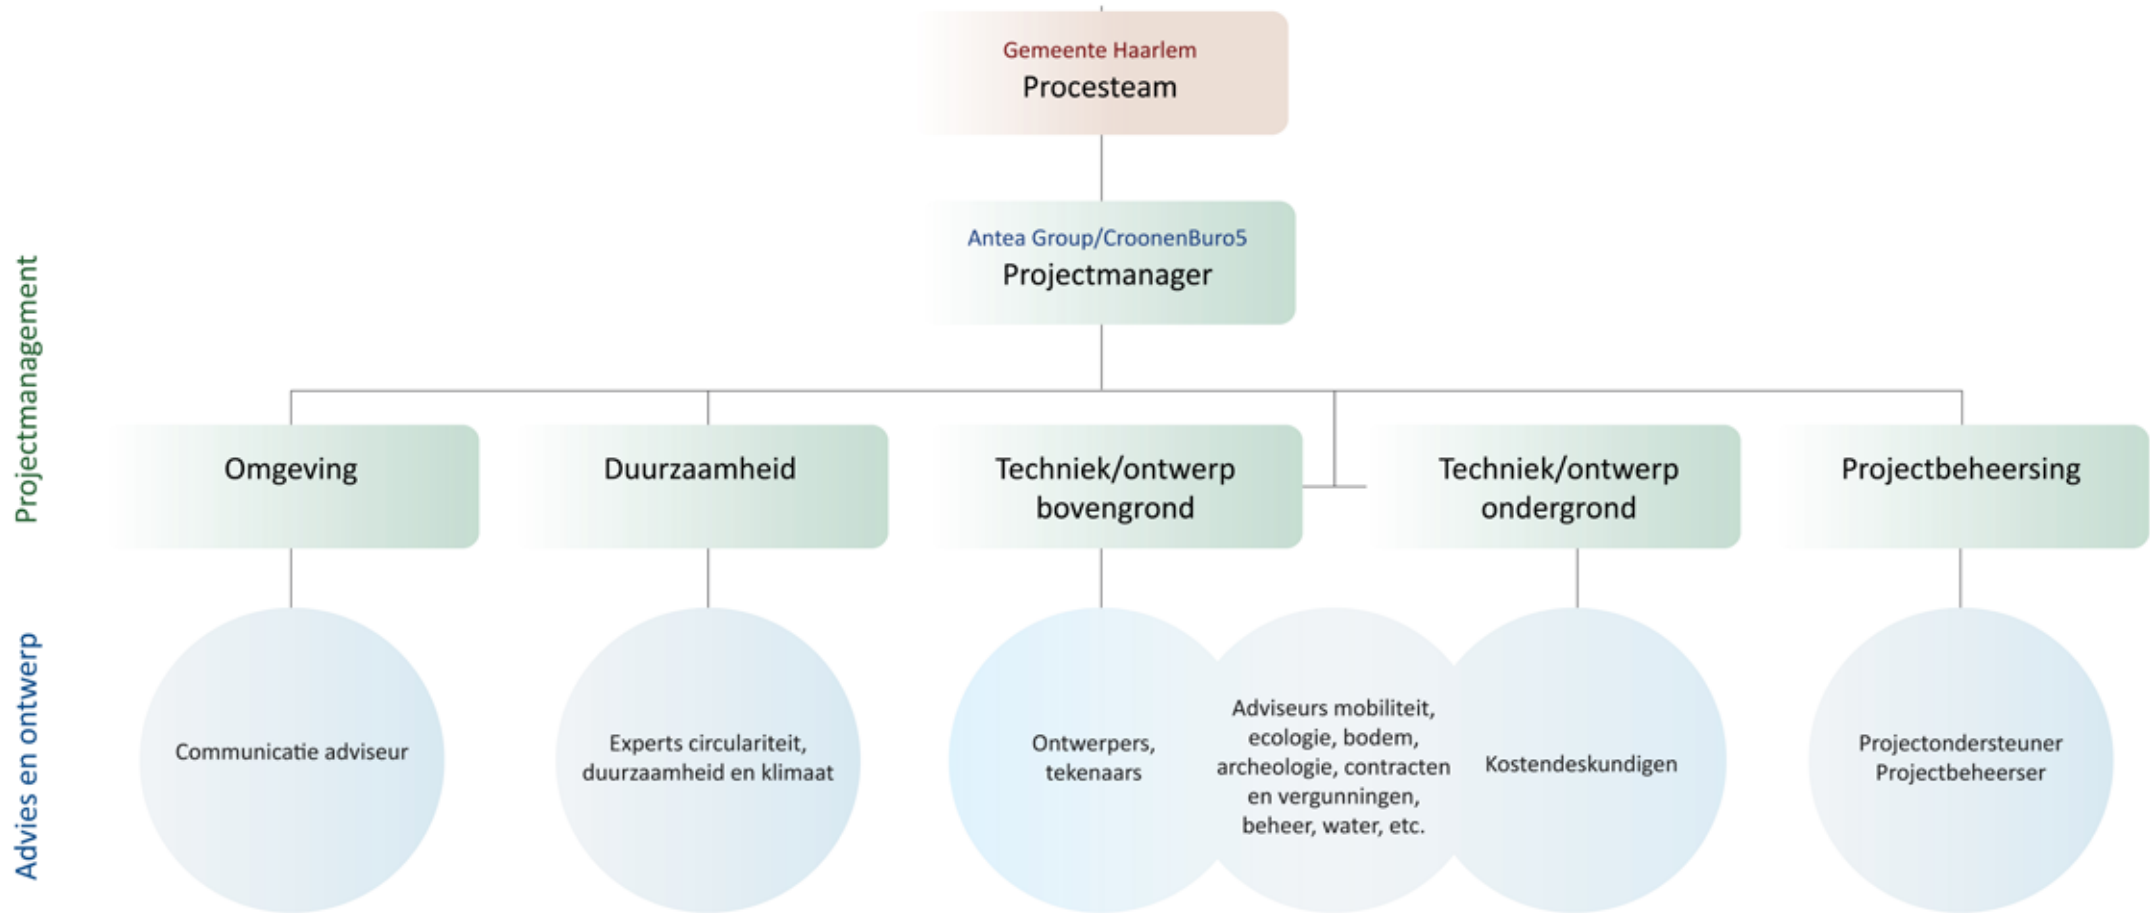 Gemeente Haarlem
Procesteam
Antea Group/CroonenBuro5
Projectmanager
Projectmanagement
Omgeving
Duurzaamheid
Techniek/ontwerp
bovengrond
Techniek/ontwerp
ondergrond
Projectbeheersing
Advies en ontwerp
Communicatie adviseur
Experts circulariteit,
duurzaamheid en klimaat
Ontwerpers,
tekenaars
Adviseurs mobiliteit,
ecologie, bodem,
archeologie, contracten
en vergunningen,
beheer, water, etc.
Kostendeskundigen
Projectondersteuner
Projectbeheerser